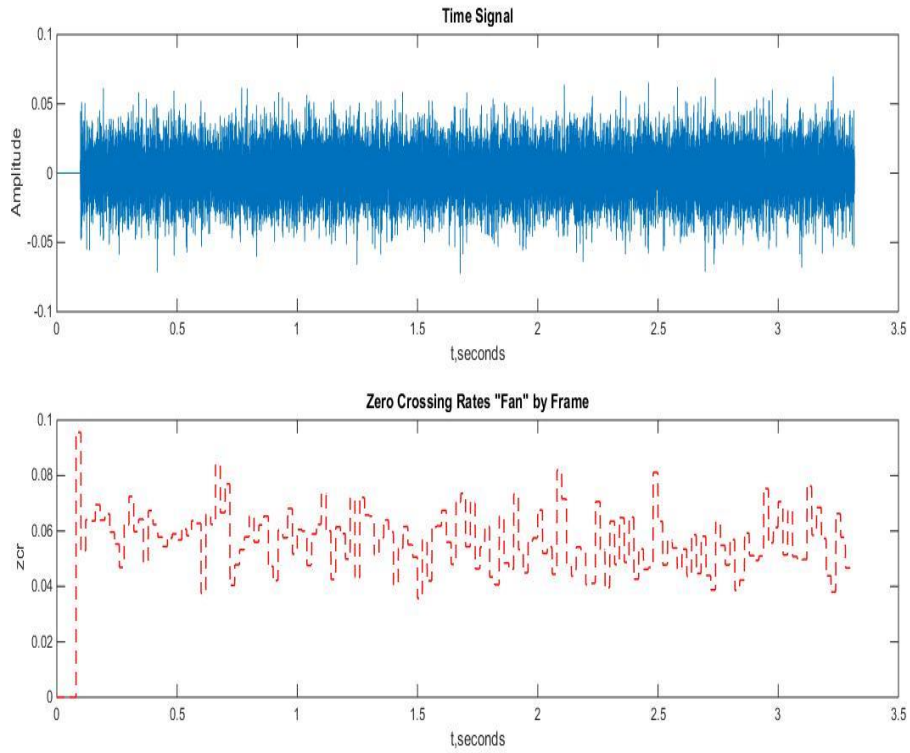 Time Signal
0.1
0.05
0
-0.05
-0.1
Amplitude
0 0.5 1 1.5 2 2.5 3 3.5
t,seconds
Zero Crossing Rates "Fan" by Frame
0.1
0.08
0.06
0.04
0.02
0
zcr
0 0.5 1 1.5 2 2.5 3 3.5
t,seconds